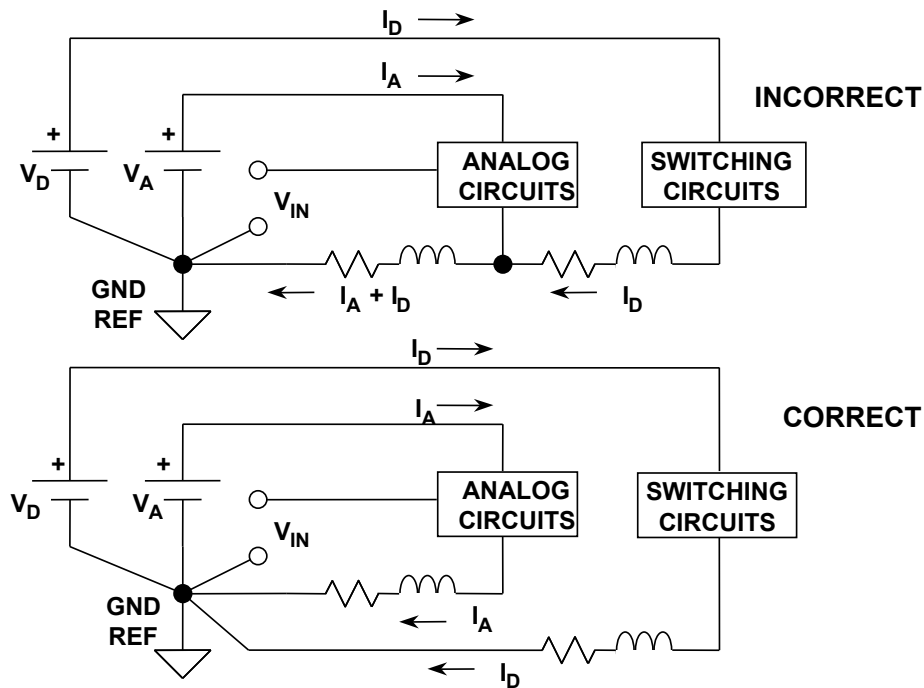 I_D
I_A
INCORRECT
+
+
ANALOG
CIRCUITS
SWITCHING
CIRCUITS
V_D
V_A
V_IN
GND
REF
I_A + I_D
I_D
I_D
I_A
CORRECT
+
+
ANALOG
CIRCUITS
SWITCHING
CIRCUITS
V_D
V_A
V_IN
GND
REF
I_A
I_D